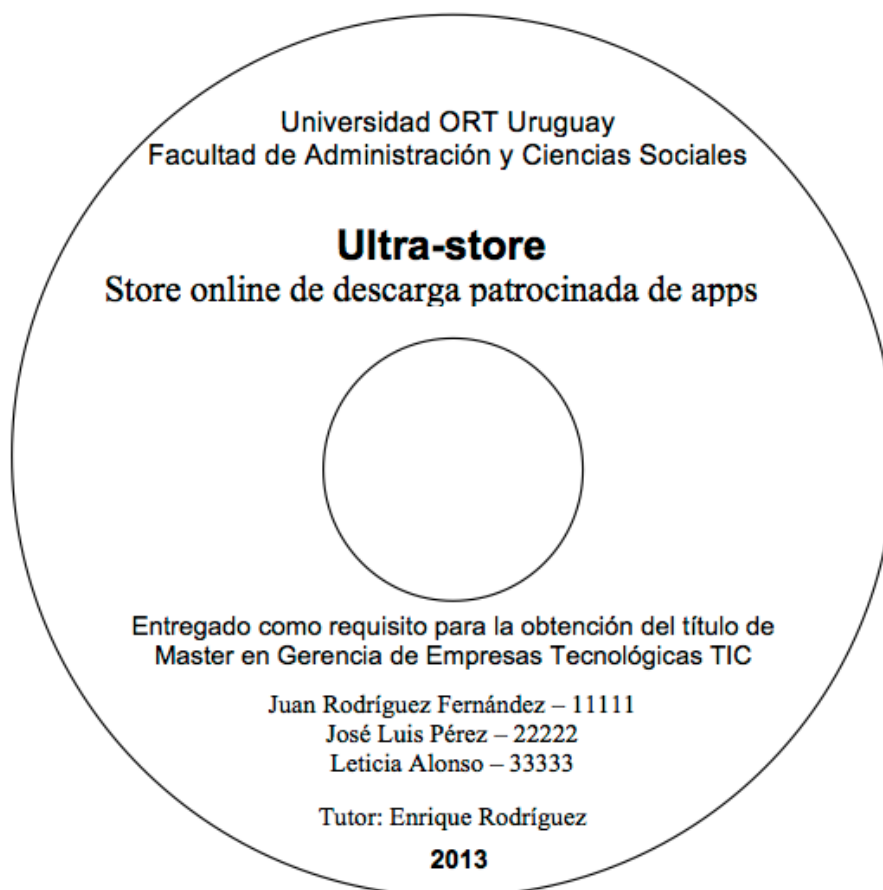 Universidad ORT Uruguay
Facultad de Administración y Ciencias Sociales
Ultra-store
Store online de descarga patrocinada de apps
Entregado como requisito para la obtención del título de
Master en Gerencia de Empresas Tecnológicas TIC
Juan Rodríguez Fernández – 11111
José Luis Pérez – 22222
Leticia Alonso – 33333
Tutor: Enrique Rodríguez
2013